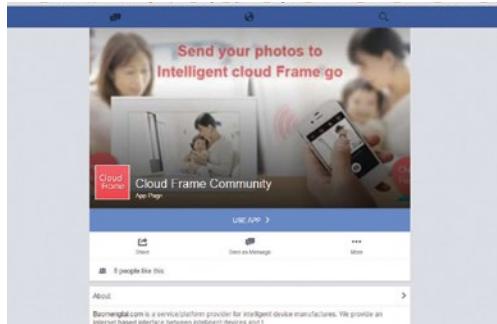 Send your photos to
Intelligent cloud Frame go
Cloud
Frame
Cloud Frame Community
App Page
USE APP >
Share
Send as Message
More
8 people like this
About
is a service/platform provider for intelligent device manufactures. We provide an
internet based interface between intelligent devices and t